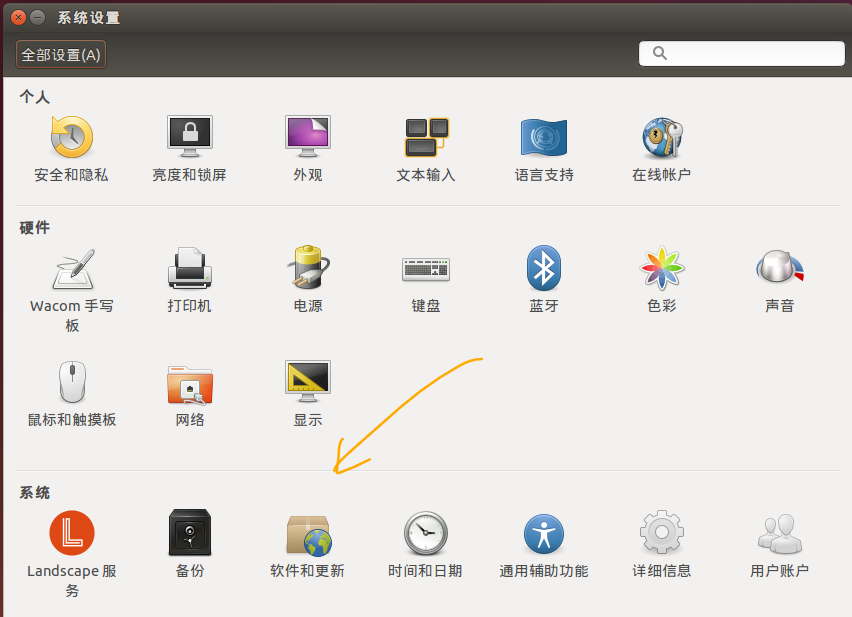 系统设置
全部设置(A)
个人
安全和隐私
亮度和锁屏
外观
文本输入
语言支持
在线帐户
硬件
Wacom 手写
板
打印机
电源
键盘
蓝牙
色彩
声音
鼠标和触摸板
网络
显示
系统
Landscape 服
务
备份
软件和更新
时间和日期
通用辅助功能
详细信息
用户账户